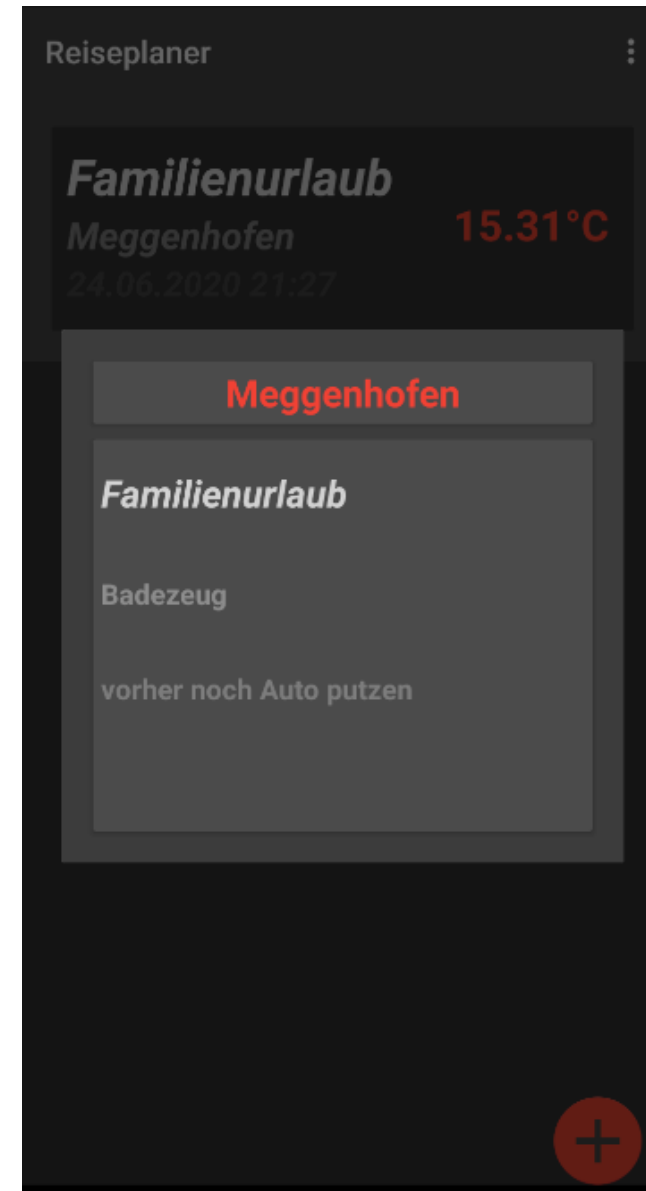 Reiseplaner
Familienurlaub
Meggenhofen
15.31°C
24.06.2020 21:27
Meggenhofen
Familienurlaub
Badezeug
vorher noch Auto putzen